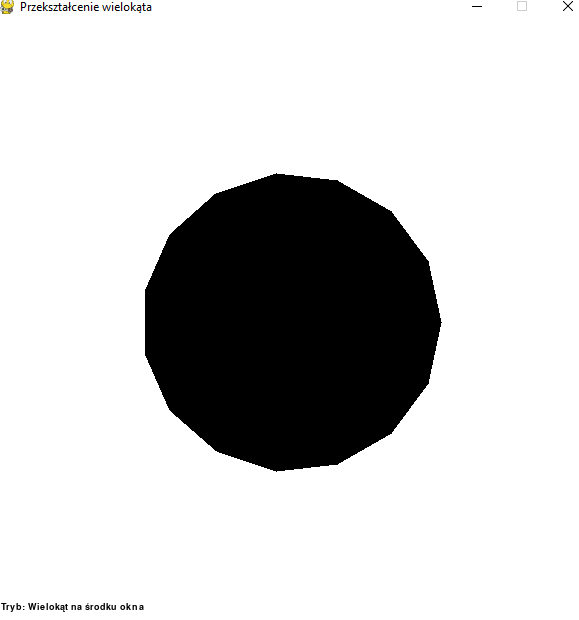 Przekształcenie wielokąta
Tryb: Wielokąt na środku okna